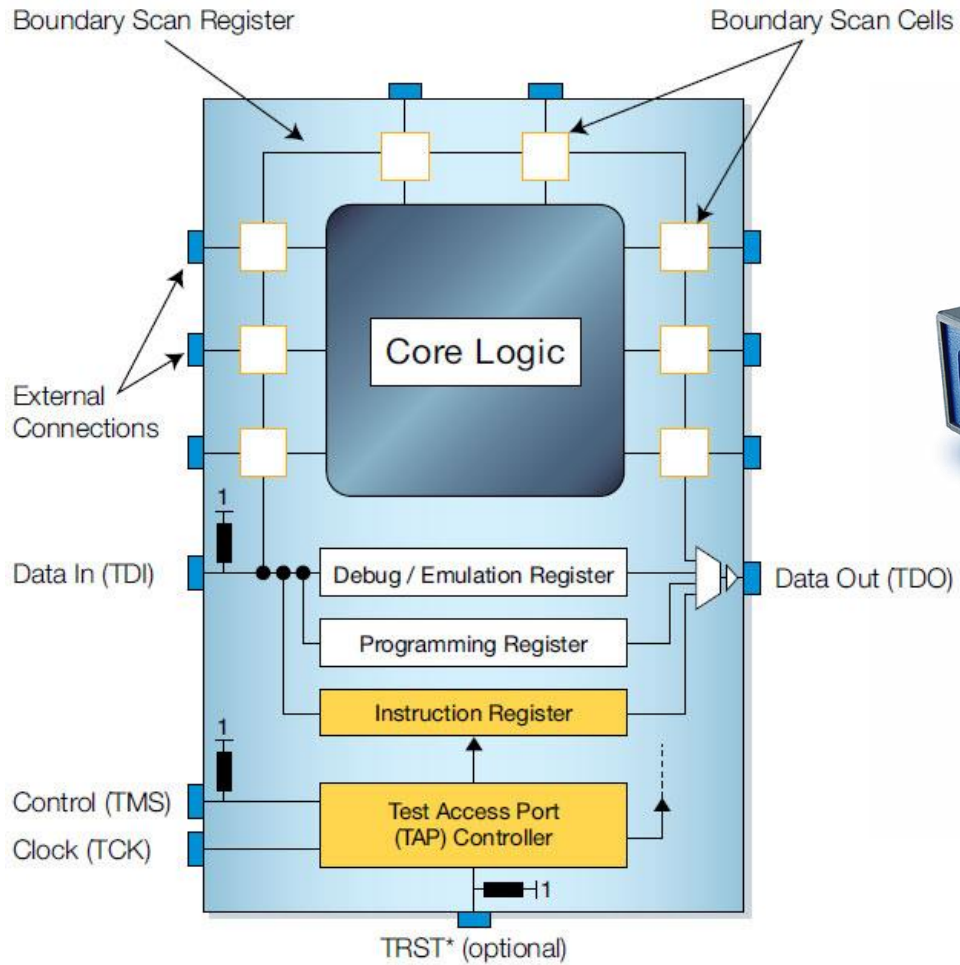 Boundary Scan Register
Boundary Scan Cells
Core Logic
External
Connections
1
Data In (TDI)
Debug / Emulation Register
Data Out (TDO)
Programming Register
Instruction Register
1
Control (TMS)
Test Access Port
(TAP) Controller
Clock (TCK)
1
TRST* (optional)